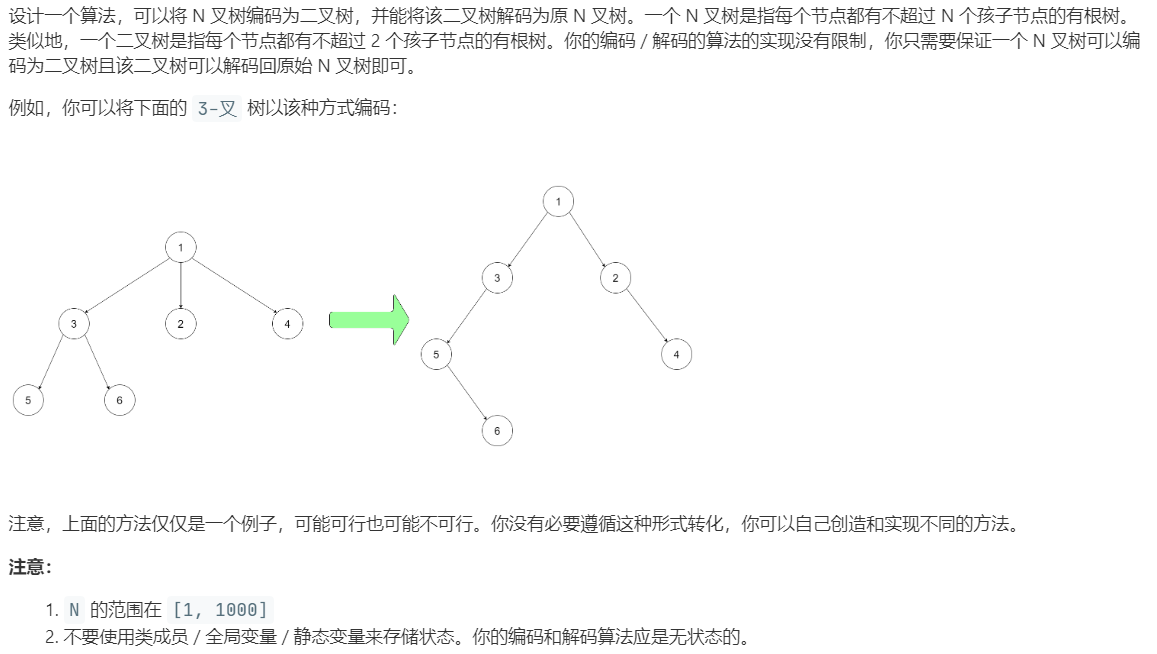 设计一个算法，可以将 N 叉树编码为二叉树，并能将该二叉树解码为原 N 叉树。一个 N 叉树是指每个节点都有不超过 N 个孩子节点的有根树。
类似地，一个二叉树是指每个节点都有不超过 2 个孩子节点的有根树。你的编码 / 解码的算法的实现没有限制，你只需要保证一个 N 叉树可以编
码为二叉树且该二叉树可以解码回原始 N 叉树即可。
例如，你可以将下面的 3-叉 树以该种方式编码：
1
3 2 4
5 6
1
3 2
5 4
6
注意，上面的方法仅仅是一个例子，可能可行也可能不可行。你没有必要遵循这种形式转化，你可以自己创造和实现不同的方法。
注意：
1. N 的范围在 [1, 1000]
2. 不要使用类成员 / 全局变量 / 静态变量来存储状态。你的编码和解码算法应是无状态的。